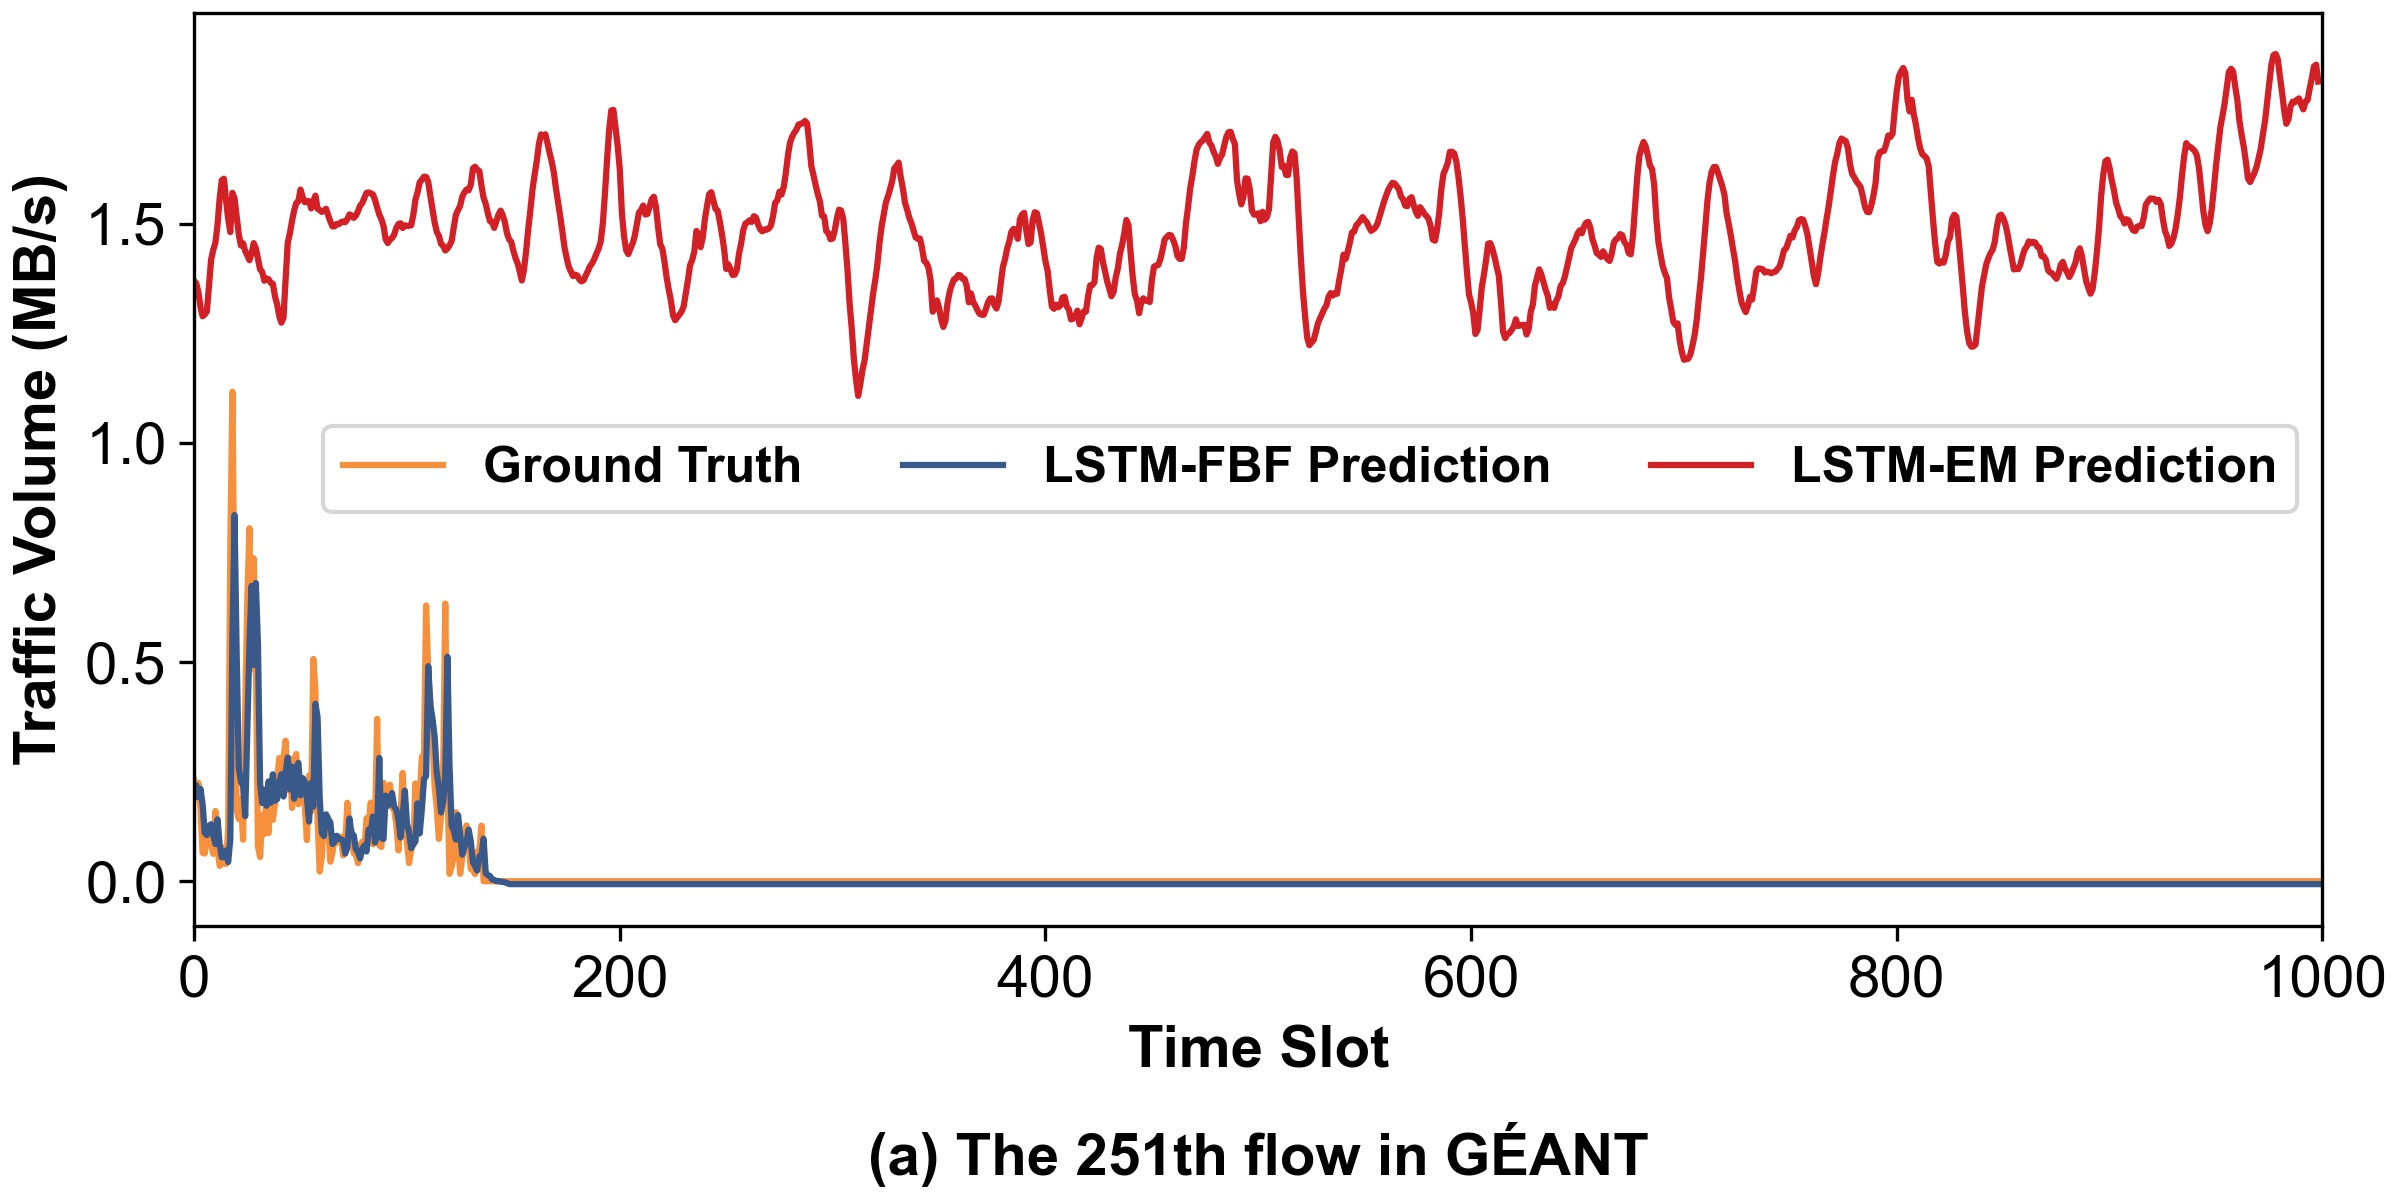 Traffic Volume (MB/s)
1.5
1.0
0.5
0.0
Ground Truth
LSTM-FBF Prediction
LSTM-EM Prediction
0
200
400
600
800
1000
Time Slot
(a) The 251th flow in GÉANT